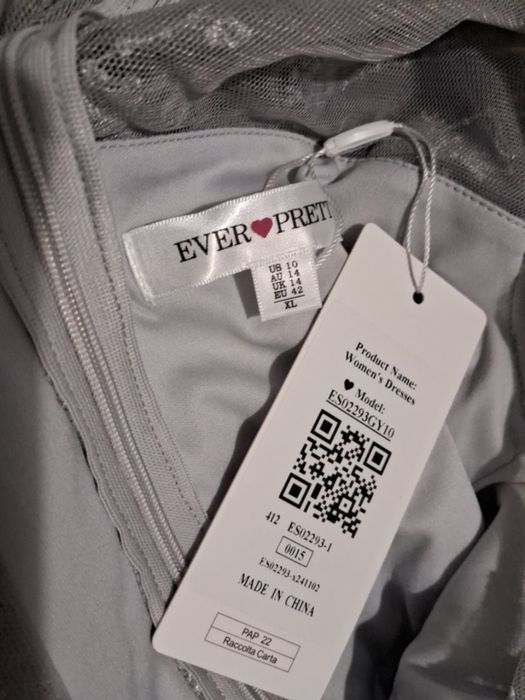 EVER♥PRETT
US 10
AU 14
UK 14
EU 42
XL
Product Name:
Women's Dresses
♥ Model:
ES02293GY10
412 ES02293-1
0015
ES02293-x241102
MADE IN CHINA
PAP 22
Raccolta Carta